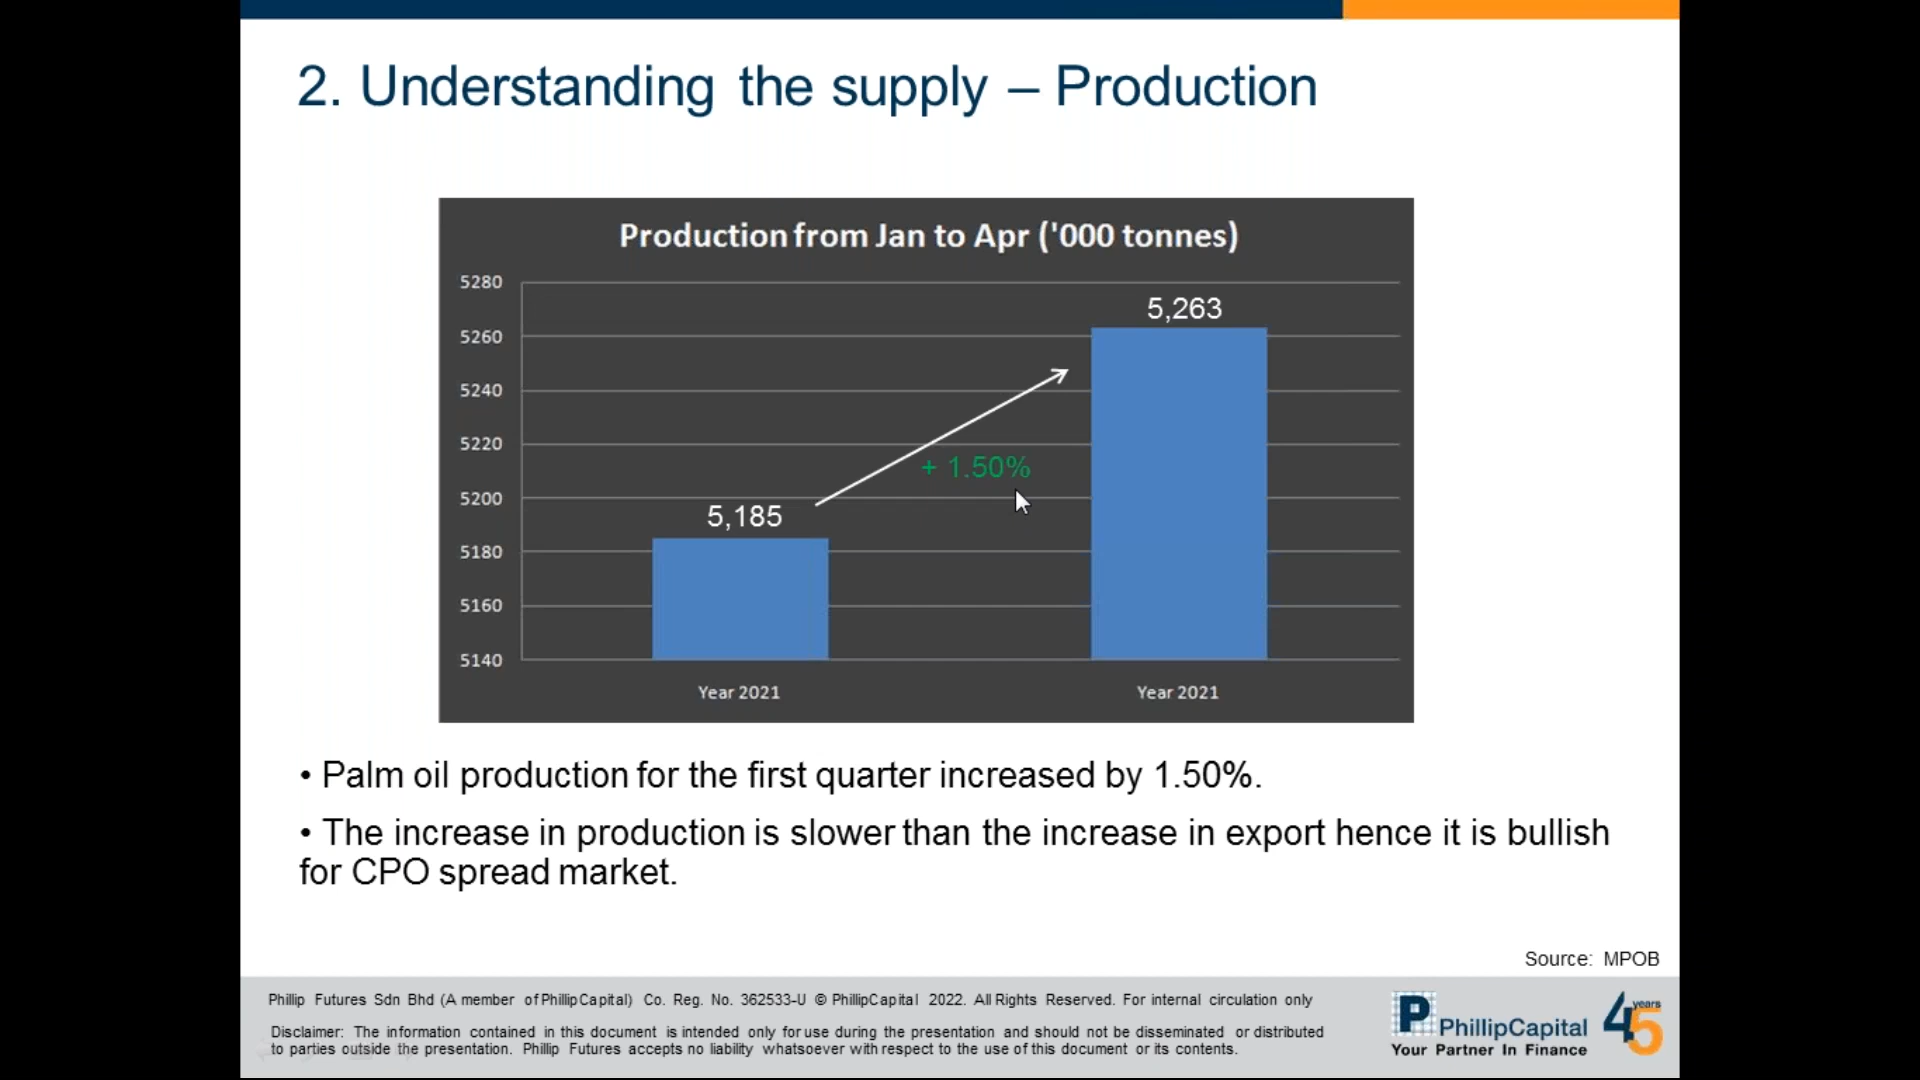 2. Understanding the supply – Production
Production from Jan to Apr ('000 tonnes)
5280
5260
5240
5220
5200
5180
5160
5140
5,185
+ 1.50%
5,263
Year 2021
Year 2021
• Palm oil production for the first quarter increased by 1.50%.
• The increase in production is slower than the increase in export hence it is bullish
for CPO spread market.
Source: MPOB
Phillip Futures Sdn Bhd (A member of PhillipCapital) Co. Reg. No. 362533-U © PhillipCapital 2022. All Rights Reserved. For internal circulation only
Disclaimer: The information contained in this document is intended only for use during the presentation and should not be disseminated or distributed
to parties outside the presentation. Phillip Futures accepts no liability whatsoever with respect to the use of this document or its contents.
P PhillipCapital
Your Partner In Finance
45 years